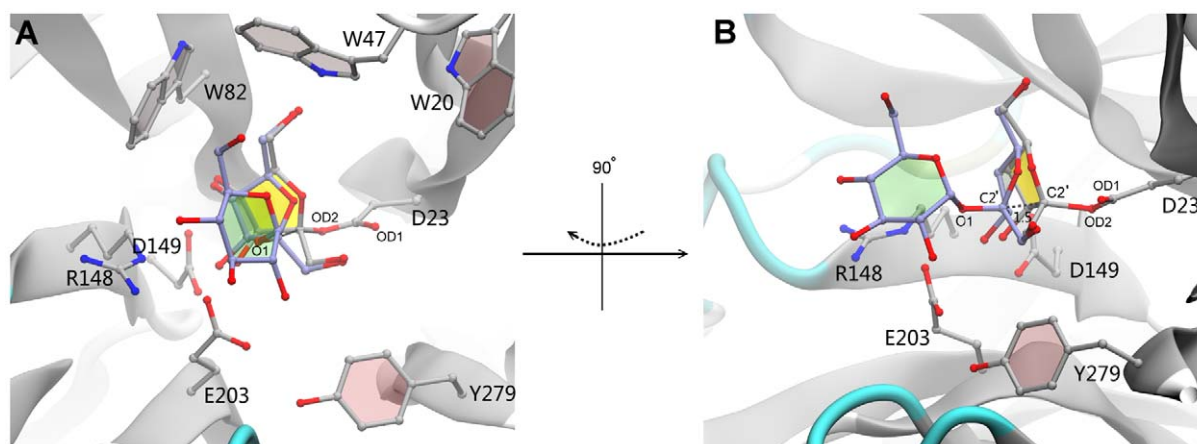 A
W47
W82
W20
OD2
D23
OD1
D149
O1
R148
E203
Y279
90°
B
OD1
C2'
C2'
D23
O1
1.5
OD2
R148
D149
E203
Y279